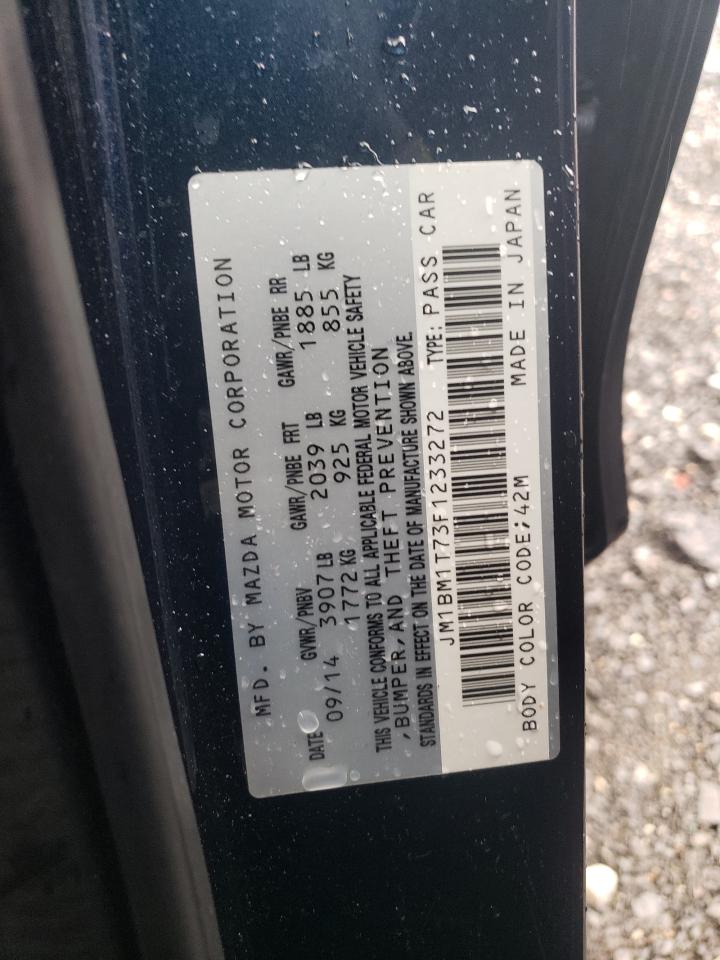 MFD. BY MAZDA MOTOR CORPORATION
DATE GVWR/PNBV GAWR/PNBE FRT GAWR/PNBE RR
09/14 3907 LB 2039 LB 1885 LB
1772 KG 925 KG 855 KG
THIS VEHICLE CONFORMS TO ALL APPLICABLE FEDERAL MOTOR VEHICLE SAFETY
,BUMPER,AND THEFT PREVENTION
STANDARDS IN EFFECT ON THE DATE OF MANUFACTURE SHOWN ABOVE.
JM1BM1T73F1233272 TYPE: PASS CAR
BODY COLOR CODE;42M MADE IN JAPAN